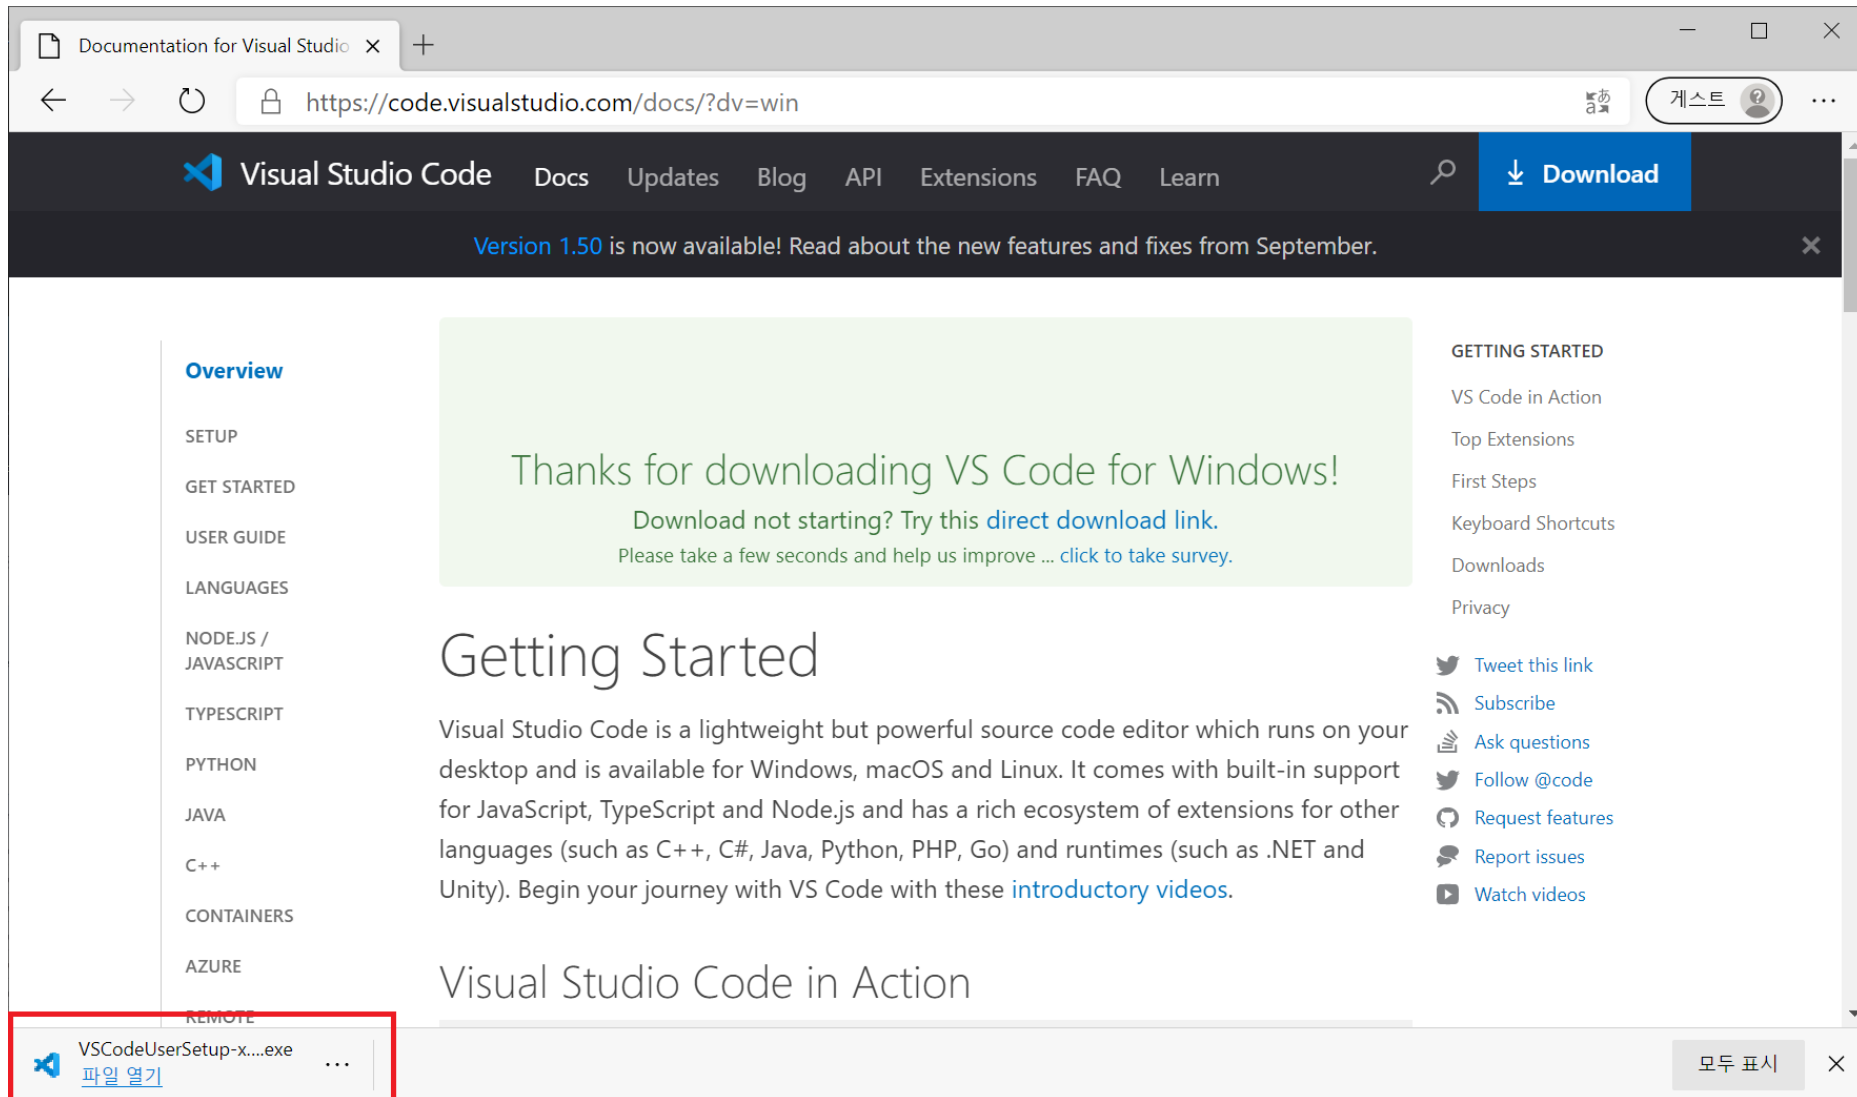 Documentation for Visual Studio
https://code.visualstudio.com/docs/?dv=win
게스트
Visual Studio Code Docs Updates Blog API Extensions FAQ Learn Download
Version 1.50 is now available! Read about the new features and fixes from September.
Overview
SETUP
GET STARTED
USER GUIDE
LANGUAGES
NODE.JS /
JAVASCRIPT
TYPESCRIPT
PYTHON
JAVA
C++
CONTAINERS
AZURE
REMOTE
Thanks for downloading VS Code for Windows!
Download not starting? Try this direct download link.
Please take a few seconds and help us improve ... click to take survey.
Getting Started
Visual Studio Code is a lightweight but powerful source code editor which runs on your
desktop and is available for Windows, macOS and Linux. It comes with built-in support
for JavaScript, TypeScript and Node.js and has a rich ecosystem of extensions for other
languages (such as C++, C#, Java, Python, PHP, Go) and runtimes (such as .NET and
Unity). Begin your journey with VS Code with these introductory videos.
Visual Studio Code in Action
GETTING STARTED
VS Code in Action
Top Extensions
First Steps
Keyboard Shortcuts
Downloads
Privacy
Tweet this link
Subscribe
Ask questions
Follow @code
Request features
Report issues
Watch videos
VSCodeUserSetup-x....exe
파일 열기
모두 표시